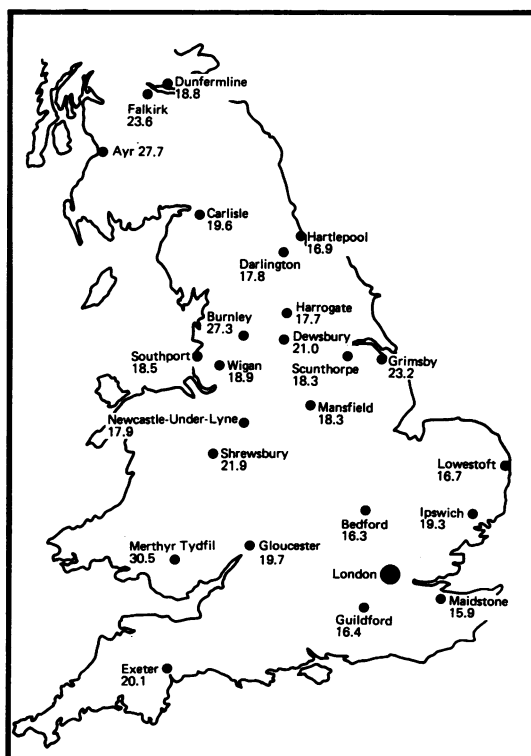 Dunfermline
18.8
Falkirk
23.6
Ayr 27.7
Carlisle
19.6
Hartlepool
16.9
Darlington
17.8
Harrogate
17.7
Burnley
27.3
Dewsbury
21.0
Southport
18.5
Wigan
18.9
Scunthorpe
18.3
Grimsby
23.2
Mansfield
18.3
Newcastle-Under-Lyne
17.9
Shrewsbury
21.9
Lowestoft
16.7
Bedford
16.3
Ipswich
19.3
Merthyr Tydfil
30.5
Gloucester
19.7
London
Maidstone
15.9
Guildford
16.4
Exeter
20.1